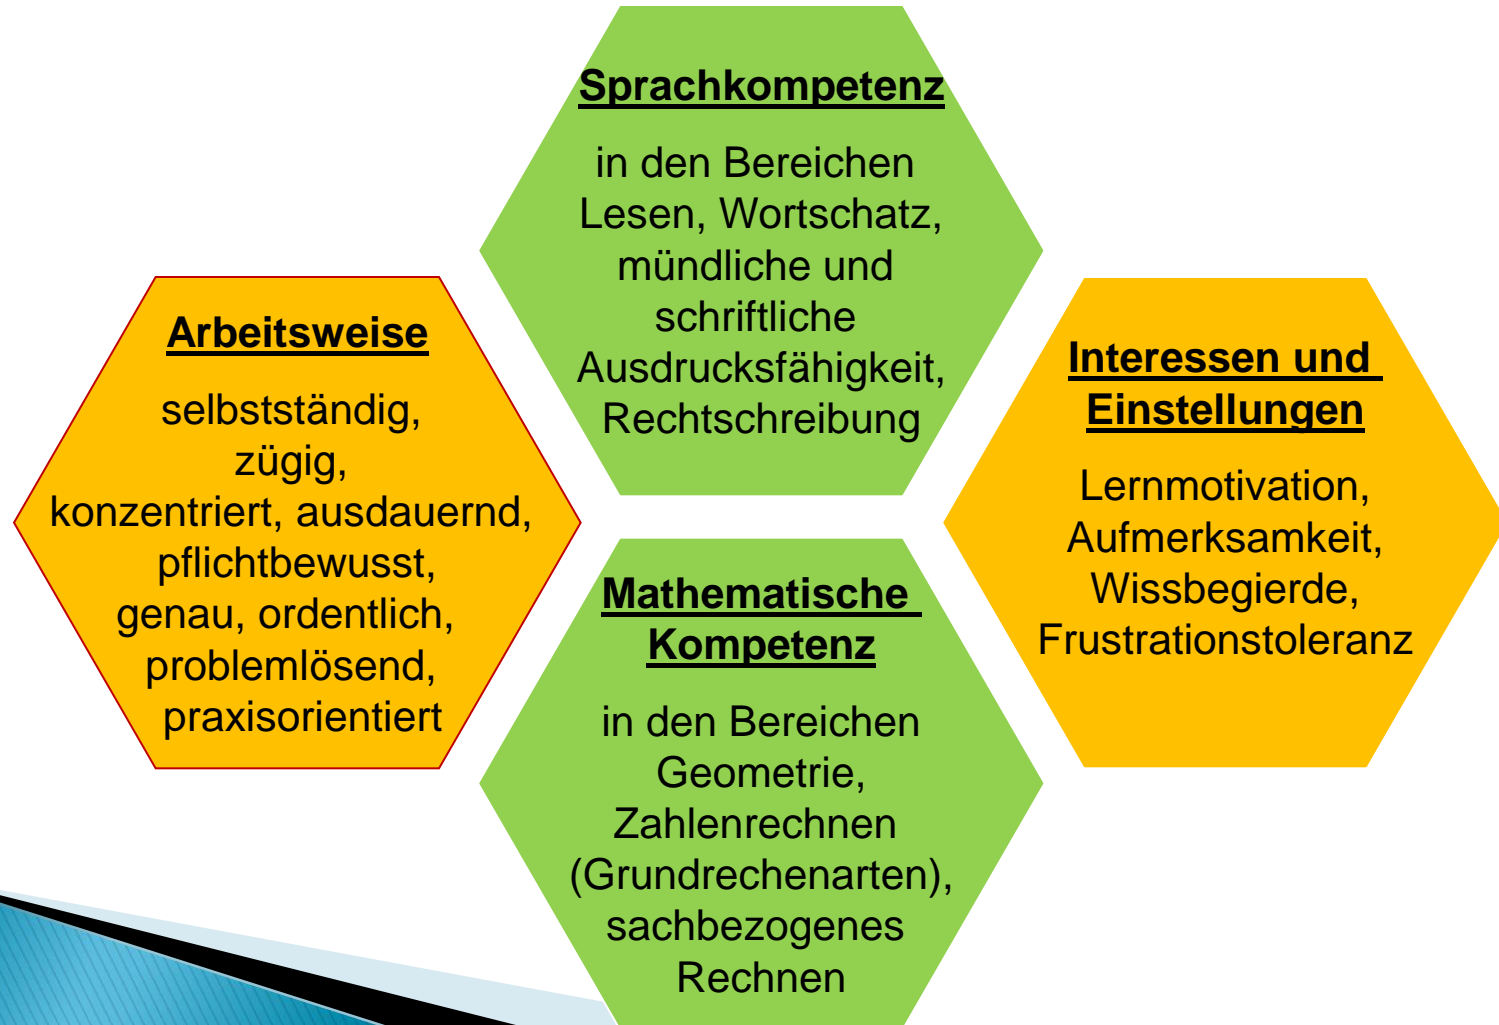 Sprachkompetenz
in den Bereichen
Lesen, Wortschatz,
mündliche und
schriftliche
Ausdrucksfähigkeit,
Rechtschreibung
Arbeitsweise
selbstständig,
zügig,
konzentriert, ausdauernd,
pflichtbewusst,
genau, ordentlich,
problemlösend,
praxisorientiert
Interessen und
Einstellungen
Lernmotivation,
Aufmerksamkeit,
Wissbegierde,
Frustrationstoleranz
Mathematische
Kompetenz
in den Bereichen
Geometrie,
Zahlenrechnen
(Grundrechenarten),
sachbezogenes
Rechnen